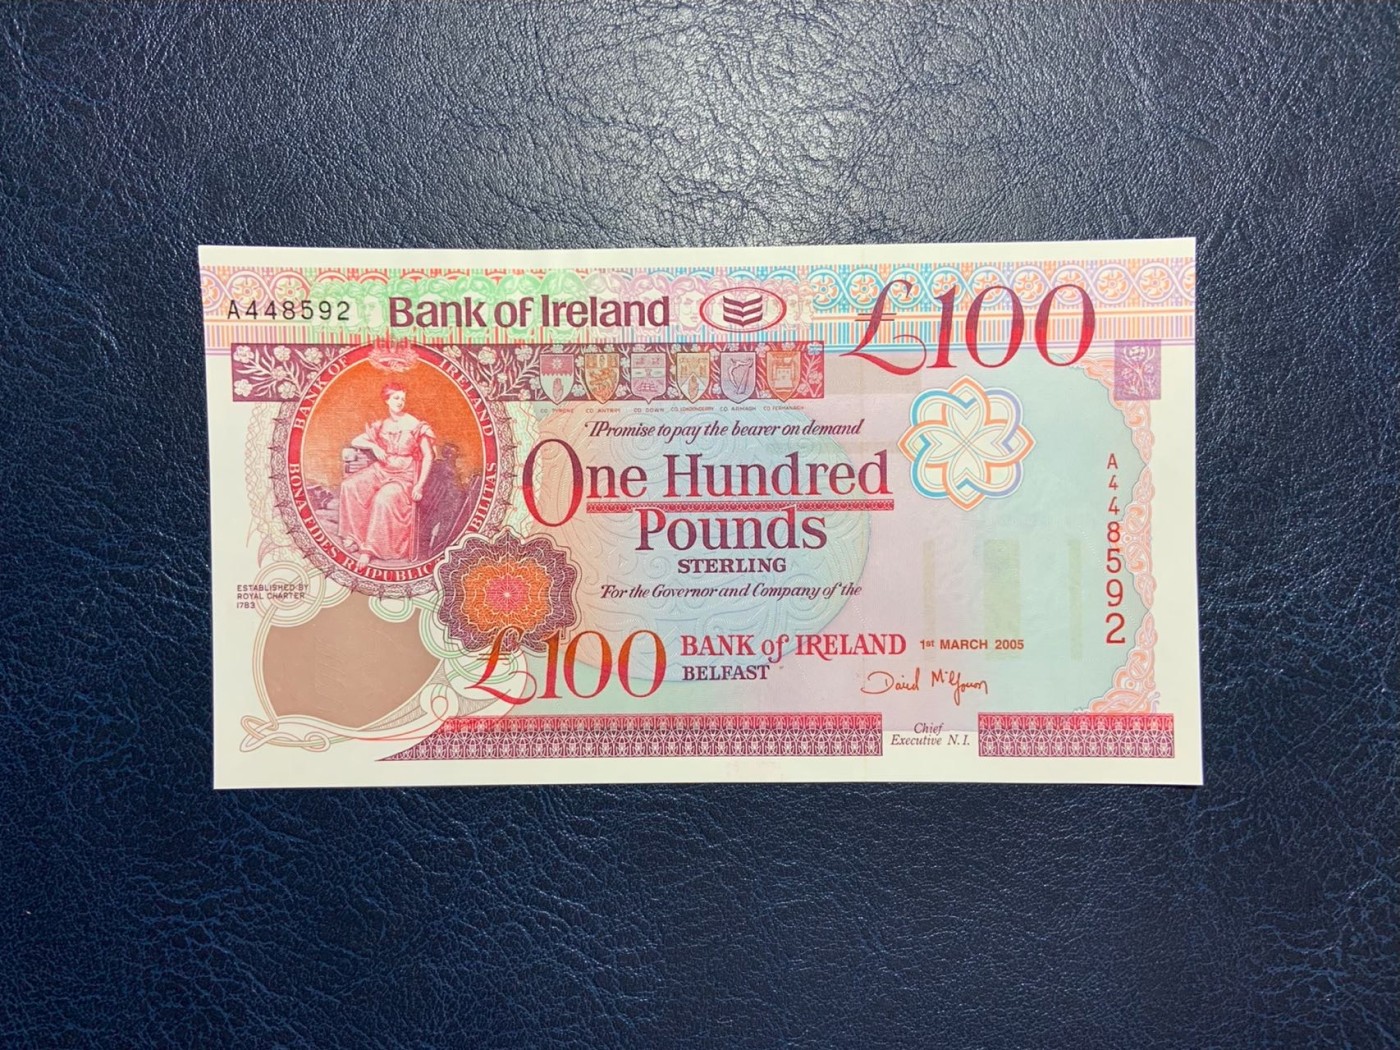 A448592
Bank of Ireland
£100
BANK OF IRELAND
BONA FIDES REIPUBLICÆ STABILITAS
CO TYRONE CO ANTRIM CO DOWN CO LONDONDERRY CO ARMAGH CO FERMANAGH
I Promise to pay the bearer on demand
One Hundred
Pounds
STERLING
For the Governor and Company of the
BANK of IRELAND
BELFAST
1st MARCH 2005
ESTABLISHED BY
ROYAL CHARTER
1783
£100
A448592
David McGowan
Chief
Executive N.I.